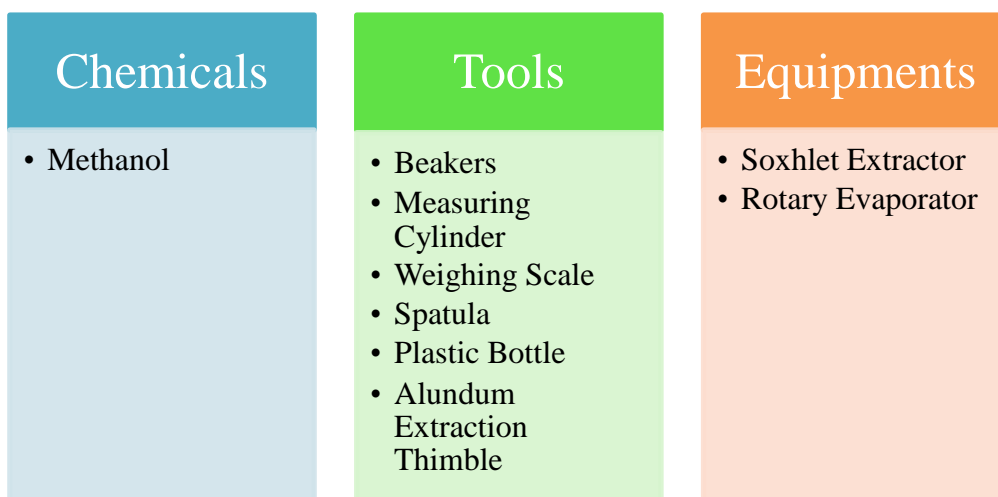 Chemicals
• Methanol
Tools
• Beakers
• Measuring
Cylinder
• Weighing Scale
• Spatula
• Plastic Bottle
• Alundum
Extraction
Thimble
Equipments
• Soxhlet Extractor
• Rotary Evaporator